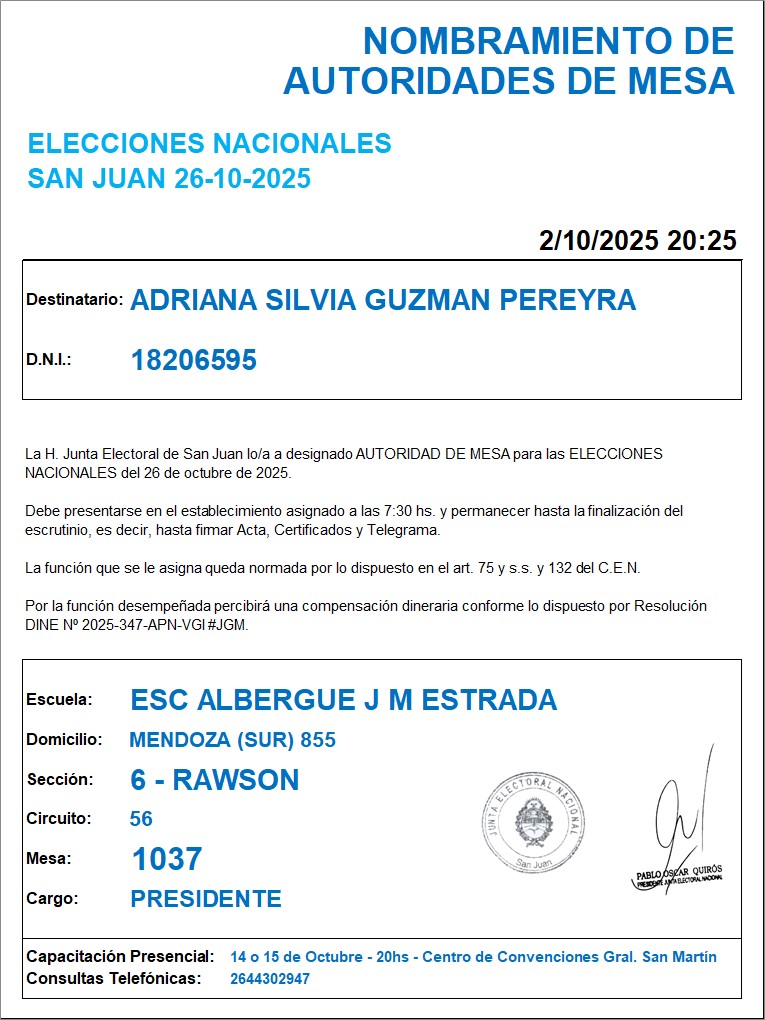 NOMBRAMIENTO DE
AUTORIDADES DE MESA
ELECCIONES NACIONALES
SAN JUAN 26-10-2025
2/10/2025 20:25
Destinatario: ADRIANA SILVIA GUZMAN PEREYRA
D.N.I.: 18206595
La H. Junta Electoral de San Juan lo/a a designado AUTORIDAD DE MESA para las ELECCIONES
NACIONALES del 26 de octubre de 2025.
Debe presentarse en el establecimiento asignado a las 7:30 hs. y permanecer hasta la finalización del
escrutinio, es decir, hasta firmar Acta, Certificados y Telegrama.
La función que se le asigna queda normada por lo dispuesto en el art. 75 y s.s. y 132 del C.E.N.
Por la función desempeñada percibirá una compensación dineraria conforme lo dispuesto por Resolución
DINE Nº 2025-347-APN-VGI#JGM.
Escuela: ESC ALBERGUE J M ESTRADA
Domicilio: MENDOZA (SUR) 855
Sección: 6 - RAWSON
Circuito: 56
Mesa: 1037
Cargo: PRESIDENTE
JUNTA ELECTORAL NACIONAL
San Juan
PABLO OSCAR QUIRÓS
PRESIDENTE JUNTA ELECTORAL NACIONAL
Capacitación Presencial: 14 o 15 de Octubre - 20hs - Centro de Convenciones Gral. San Martín
Consultas Telefónicas: 2644302947